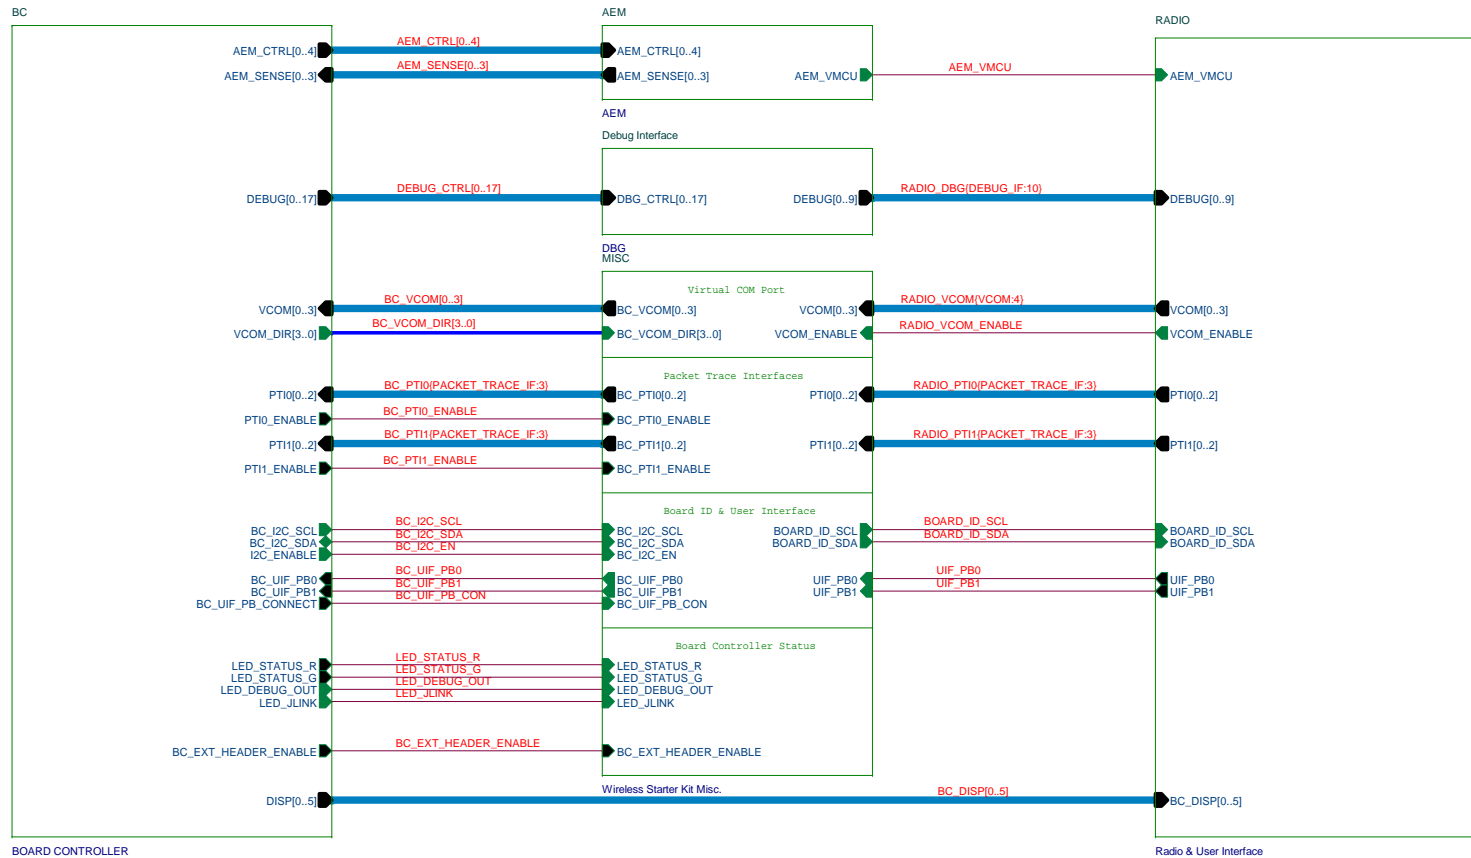 BC
AEM
RADIO
AEM_CTRL[0..4] AEM_CTRL[0..4] AEM_CTRL[0..4]
AEM_SENSE[0..3] AEM_SENSE[0..3] AEM_SENSE[0..3] AEM_VMCU AEM_VMCU AEM_VMCU
AEM
Debug Interface
DEBUG[0..17] DEBUG_CTRL[0..17] DBG_CTRL[0..17] DEBUG[0..9] RADIO_DBG{DEBUG_IF:10} DEBUG[0..9]
DBG
MISC
Virtual COM Port
VCOM[0..3] BC_VCOM[0..3] BC_VCOM[0..3] VCOM[0..3] RADIO_VCOM{VCOM:4} VCOM[0..3]
VCOM_DIR[3..0] BC_VCOM_DIR[3..0] BC_VCOM_DIR[3..0] VCOM_ENABLE RADIO_VCOM_ENABLE VCOM_ENABLE
Packet Trace Interfaces
PTI0[0..2] BC_PTI0{PACKET_TRACE_IF:3} BC_PTI0[0..2] PTI0[0..2] RADIO_PTI0{PACKET_TRACE_IF:3} PTI0[0..2]
PTI0_ENABLE BC_PTI0_ENABLE BC_PTI0_ENABLE
PTI1[0..2] BC_PTI1{PACKET_TRACE_IF:3} BC_PTI1[0..2] PTI1[0..2] RADIO_PTI1{PACKET_TRACE_IF:3} PTI1[0..2]
PTI1_ENABLE BC_PTI1_ENABLE BC_PTI1_ENABLE
Board ID & User Interface
BC_I2C_SCL BC_I2C_SCL BC_I2C_SCL BOARD_ID_SCL BOARD_ID_SCL BOARD_ID_SCL
BC_I2C_SDA BC_I2C_SDA BC_I2C_SDA BOARD_ID_SDA BOARD_ID_SDA BOARD_ID_SDA
I2C_ENABLE BC_I2C_EN BC_I2C_EN
BC_UIF_PB0 BC_UIF_PB0 BC_UIF_PB0 UIF_PB0 UIF_PB0 UIF_PB0
BC_UIF_PB1 BC_UIF_PB1 BC_UIF_PB1 UIF_PB1 UIF_PB1 UIF_PB1
BC_UIF_PB_CONNECT BC_UIF_PB_CON BC_UIF_PB_CON
Board Controller Status
LED_STATUS_R LED_STATUS_R LED_STATUS_R
LED_STATUS_G LED_STATUS_G LED_STATUS_G
LED_DEBUG_OUT LED_DEBUG_OUT LED_DEBUG_OUT
LED_JLINK LED_JLINK LED_JLINK
BC_EXT_HEADER_ENABLE BC_EXT_HEADER_ENABLE BC_EXT_HEADER_ENABLE
Wireless Starter Kit Misc.
DISP[0..5] BC_DISP[0..5] BC_DISP[0..5]
BOARD CONTROLLER
Radio & User Interface